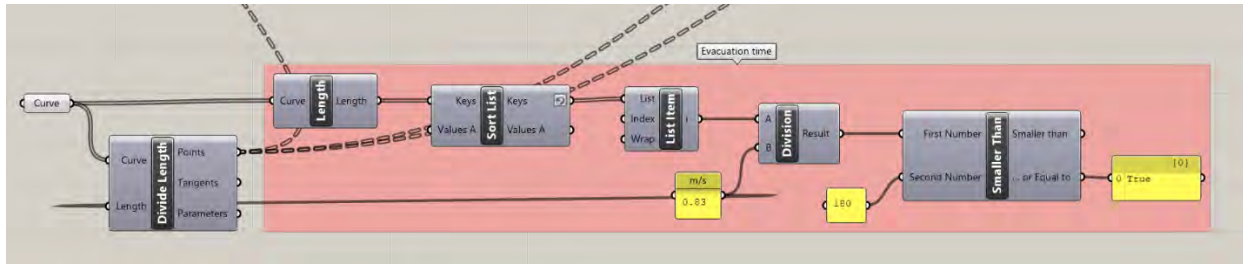 Evacuation time
Curve
Curve
Length
Length
Keys
Values A
Sort List
Keys
Values A
List
Index
Wrap
List Item
i
A
B
Division
Result
First Number
Second Number
Smaller Than
Smaller than
... or Equal to
{0}
0 True
Curve
Length
Divide Length
Points
Tangents
Parameters
m/s
0.83
180